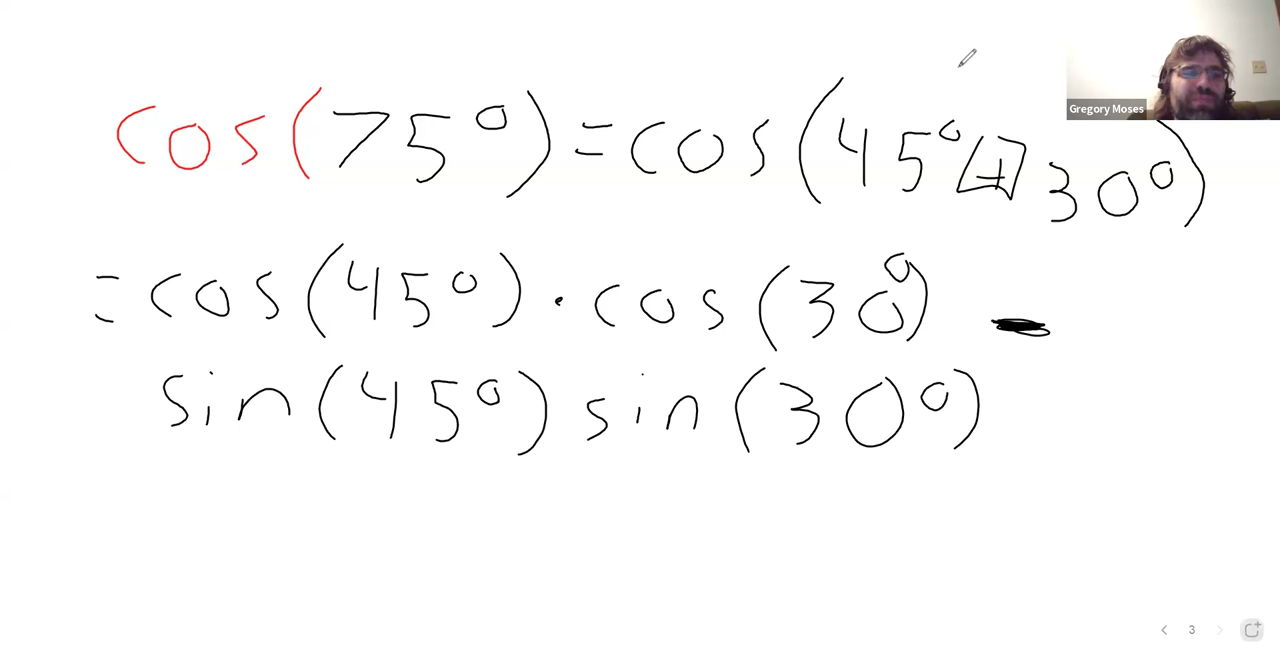 Gregory Moses
cos(75°) = cos(45° + 30°)
= cos(45°) · cos(30°) -
sin(45°) sin(30°)
3